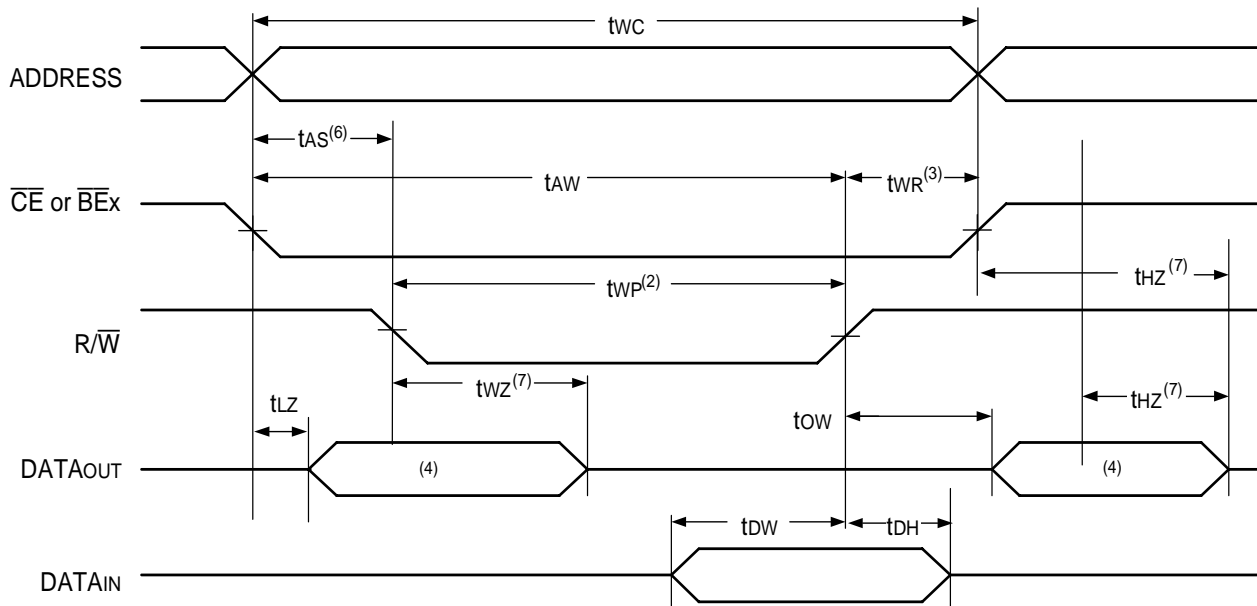 tWC
ADDRESS
tAS(6)
tAW
tWR(3)
CE or BEx
tWP(2)
tHZ(7)
R/W
tWZ(7)
tLZ
tOW
tHZ(7)
DATAOUT
(4)
(4)
tDW
tDH
DATAIN